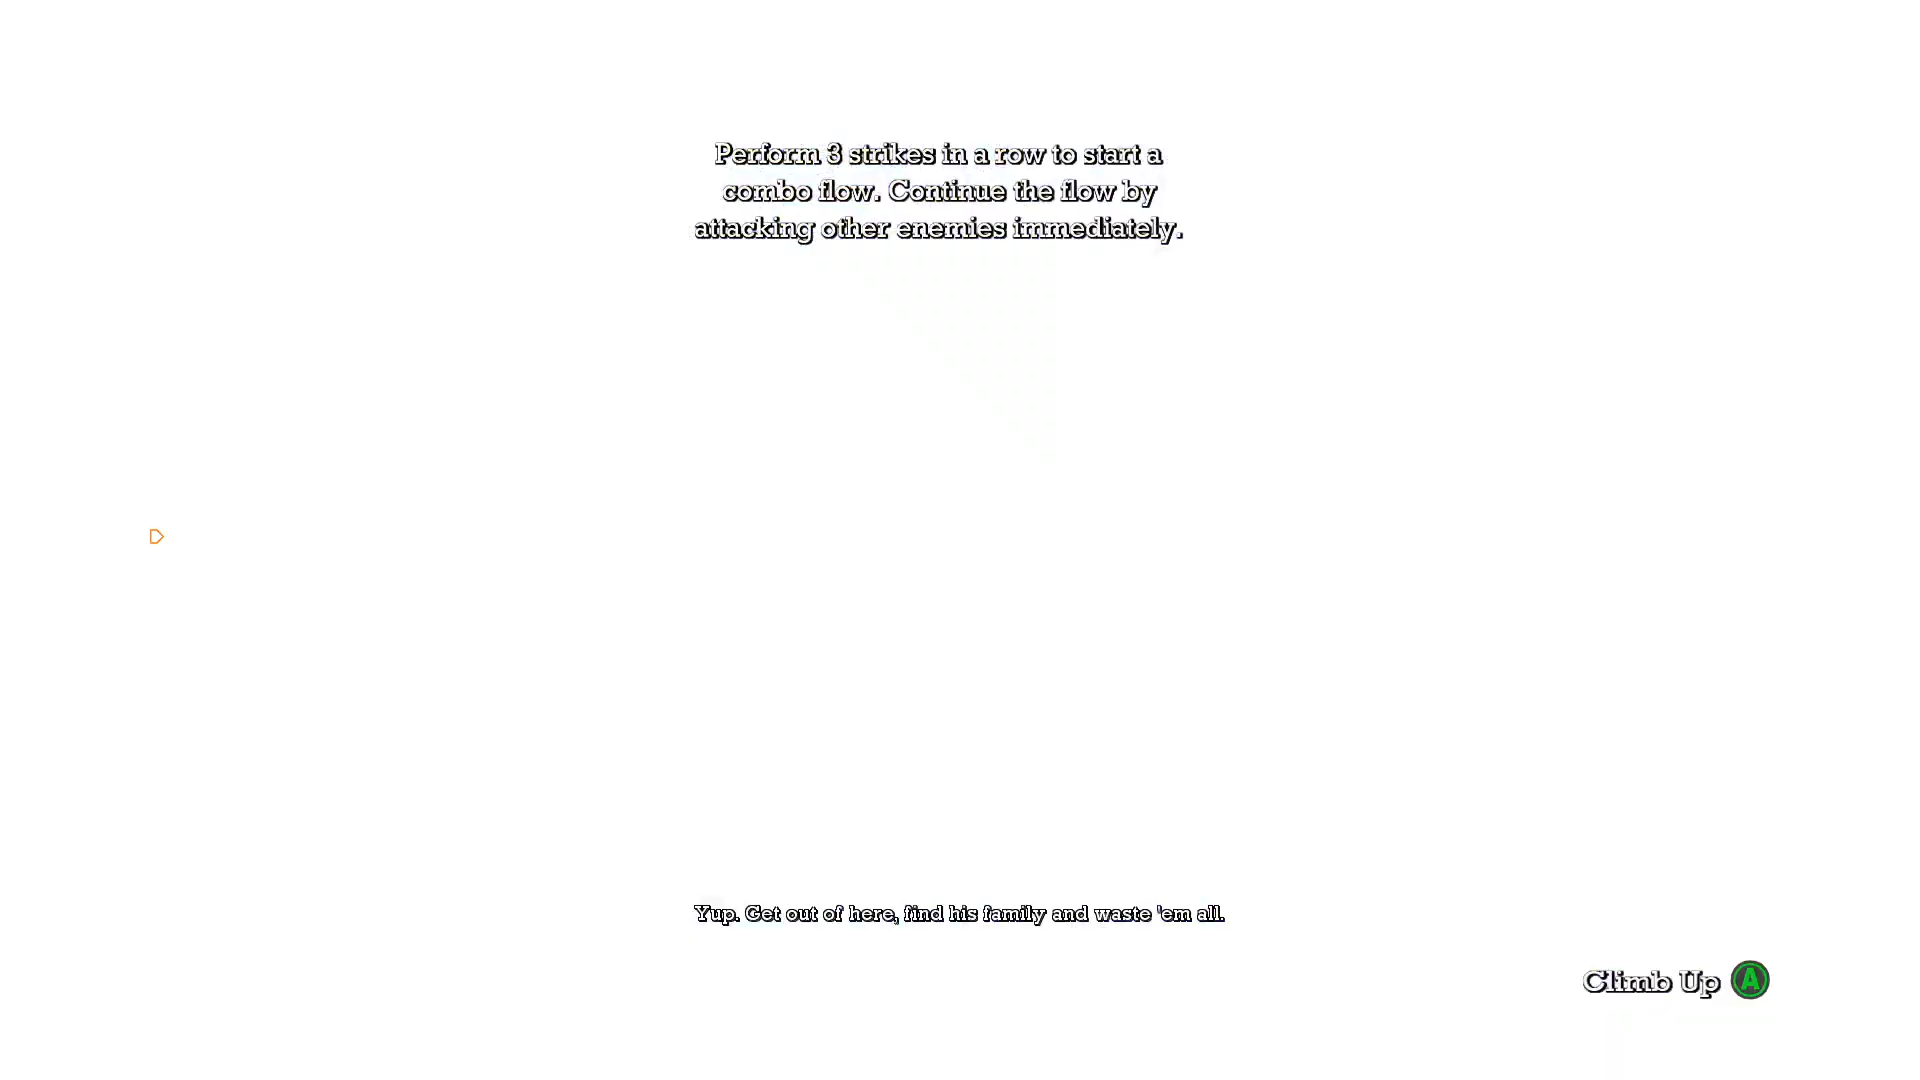 Perform 3 strikes in a row to start a
combo flow. Continue the flow by
attacking other enemies immediately.
Yup. Get out of here, find his family and waste 'em all.
Climb Up A